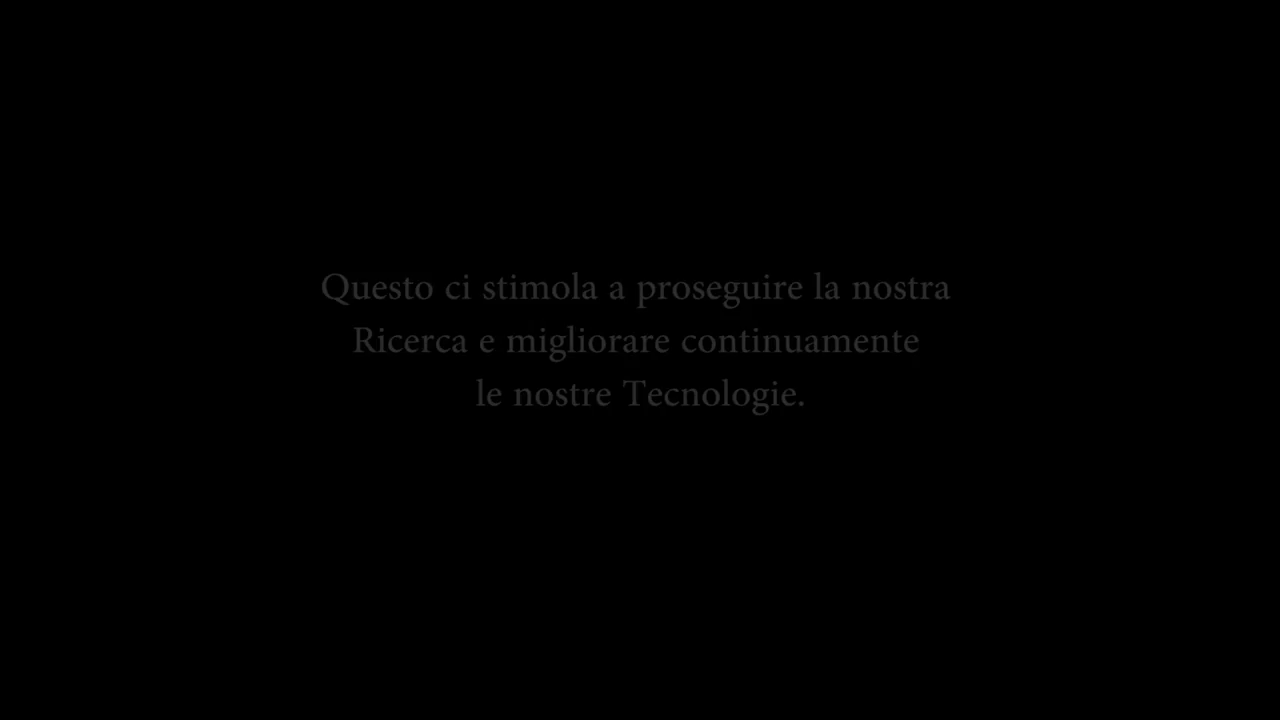 Questo ci stimola a proseguire la nostra
Ricerca e migliorare continuamente
le nostre Tecnologie.